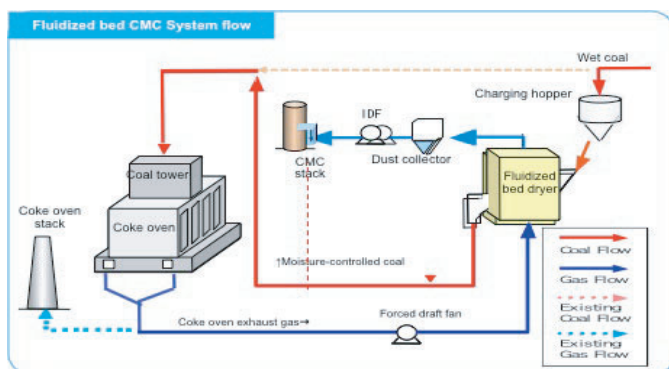 Fluidized bed CMC System flow
Wet coal
Charging hopper
IDF
Dust collector
CMC
stack
Coal tower
Fluidized
bed dryer
Coke oven
stack
Coke oven
↑Moisture-controlled coal
Coke oven exhaust gas→
Forced draft fan
Coal Flow
Gas Flow
Existing
Coal Flow
Existing
Gas Flow